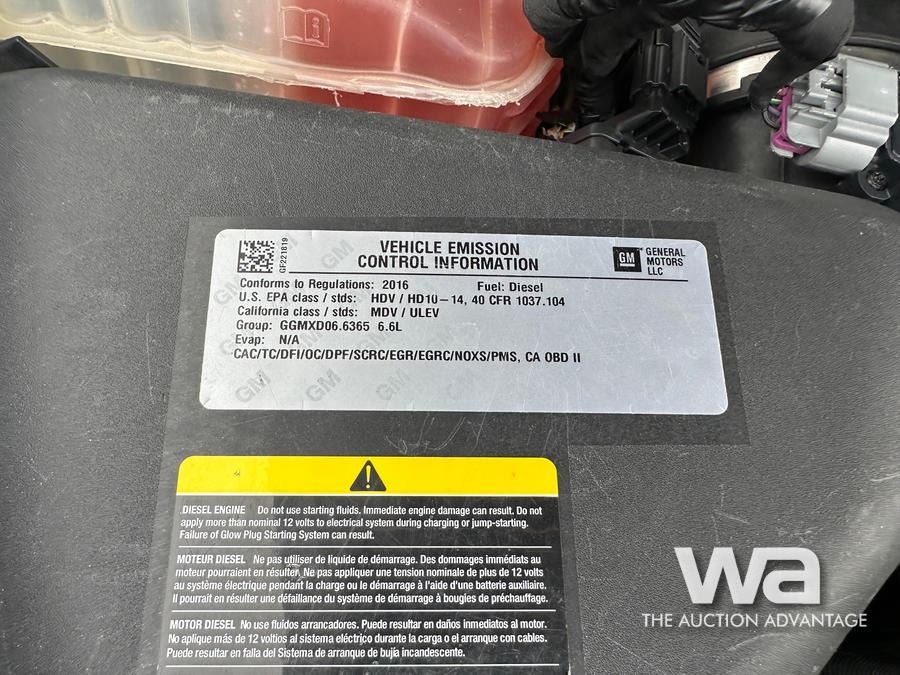 GF221819
VEHICLE EMISSION
CONTROL INFORMATION
GM
GENERAL
MOTORS
LLC
Conforms to Regulations: 2016 Fuel: Diesel
U.S. EPA class / stds: HDV / HD10-14, 40 CFR 1037.104
California class / stds: MDV / ULEV
Group: GGMXD06.6365 6.6L
Evap: N/A
CAC/TC/DFI/OC/DPF/SCRC/EGR/EGRC/NOXS/PMS, CA OBD II
DIESEL ENGINE Do not use starting fluids. Immediate engine damage can result. Do not
apply more than nominal 12 volts to electrical system during charging or jump-starting.
Failure of Glow Plug Starting System can result.
MOTEUR DIESEL Ne pas utiliser de liquide de démarrage. Des dommages immédiats au
moteur pourraient en résulter. Ne pas appliquer une tension nominale de plus de 12 volts
au système électrique pendant la charge ou le démarrage à l'aide d'une batterie auxiliaire.
Il pourrait en résulter une défaillance du système de démarrage à bougies de préchauffage.
MOTOR DIESEL No use fluidos arrancadores. Puede resultar en daños inmediatos al motor.
No aplique más de 12 voltios al sistema eléctrico durante la carga o el arranque con cables.
Puede resultar en falla del Sistema de arranque de bujía incandescente.
wa
THE AUCTION ADVANTAGE